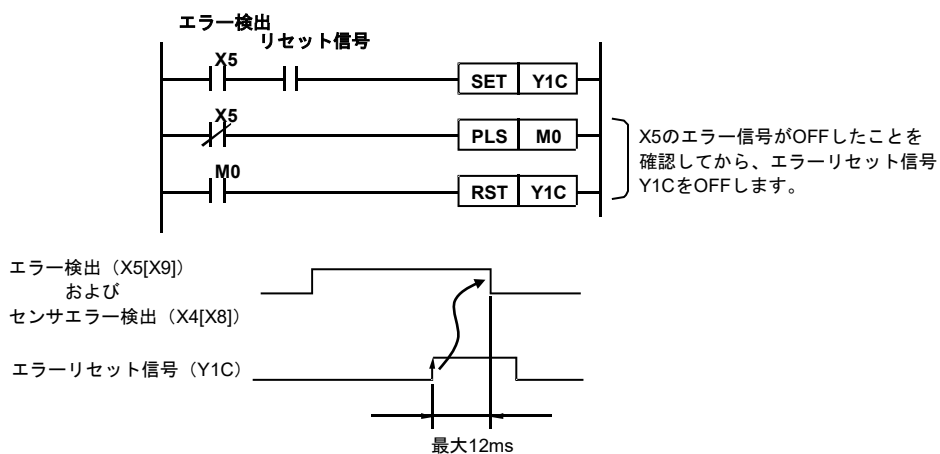 エラー検出
リセット信号
X5
SET Y1C
X5
PLS M0
X5のエラー信号がOFFしたことを
確認してから、エラーリセット信号
Y1CをOFFします。
M0
RST Y1C
エラー検出（X5[X9]）
および
センサエラー検出（X4[X8]）
エラーリセット信号（Y1C）
最大12ms